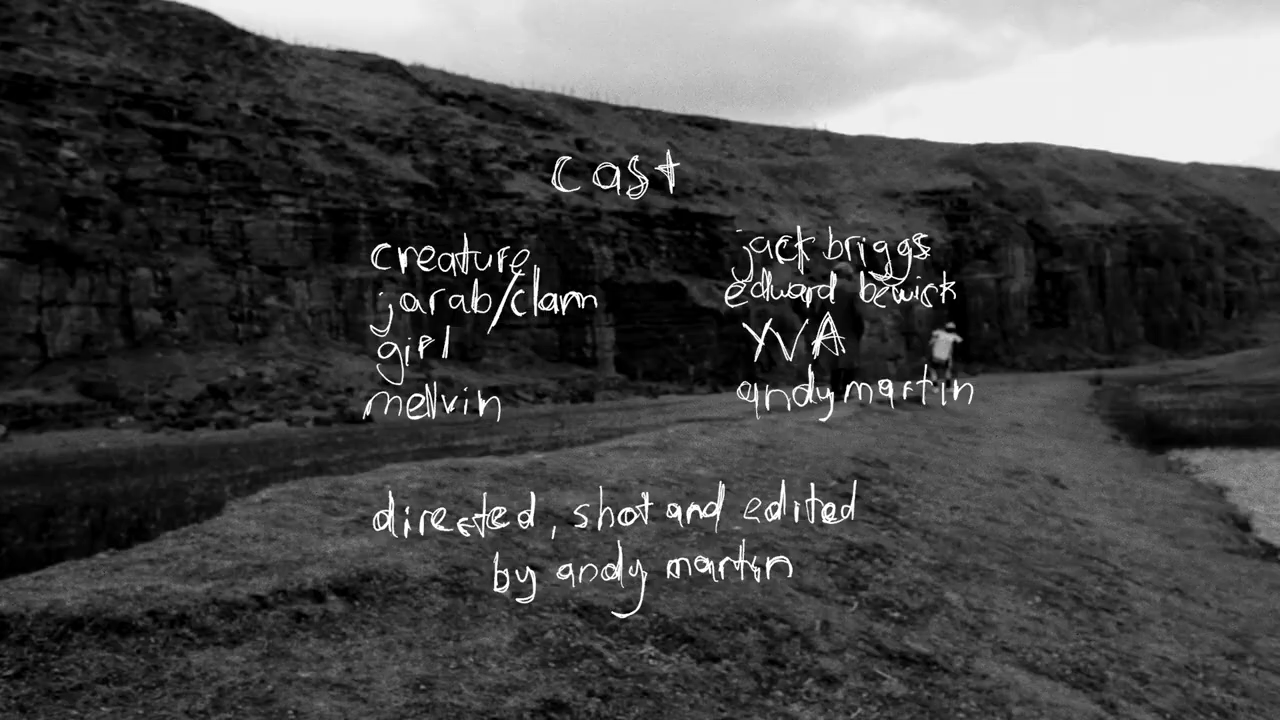 cast
creature jack briggs
jarab/clam edward bewick
girl YVA
melvin andy martin
directed, shot and edited
by andy martin